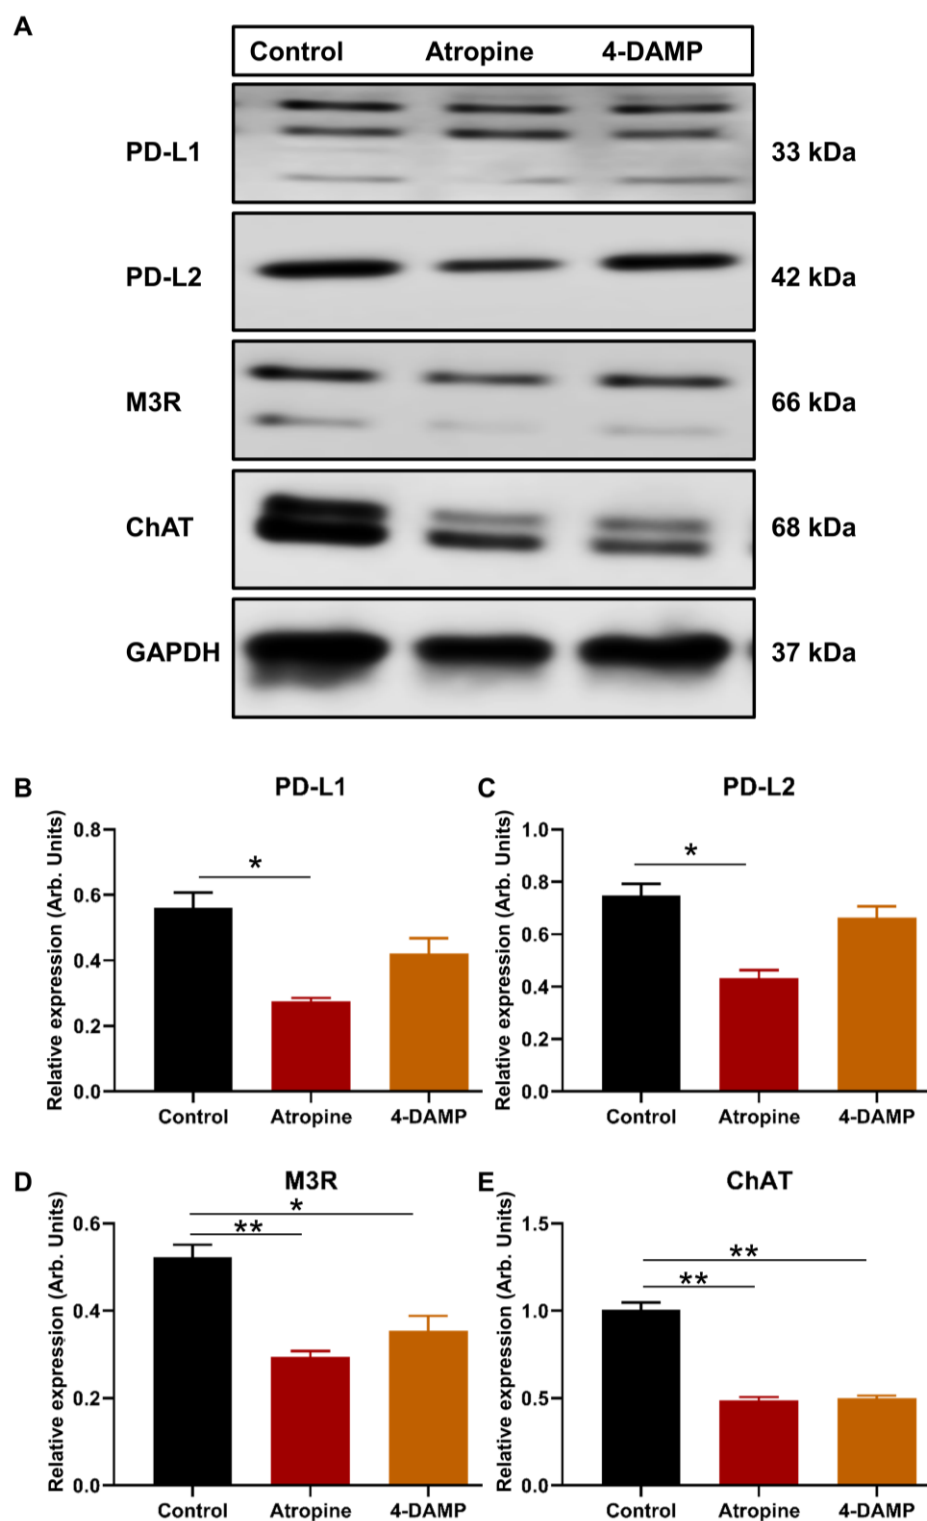 A
Control Atropine 4-DAMP
PD-L1 33 kDa
PD-L2 42 kDa
M3R 66 kDa
ChAT 68 kDa
GAPDH 37 kDa
B PD-L1
Relative expression (Arb. Units)
0.8
0.6
0.4
0.2
0.0
*
Control Atropine 4-DAMP
C PD-L2
Relative expression (Arb. Units)
1.0
0.8
0.6
0.4
0.2
0.0
*
Control Atropine 4-DAMP
D M3R
Relative expression (Arb. Units)
0.6
0.4
0.2
0.0
*
**
Control Atropine 4-DAMP
E ChAT
Relative expression (Arb. Units)
1.5
1.0
0.5
0.0
**
**
Control Atropine 4-DAMP